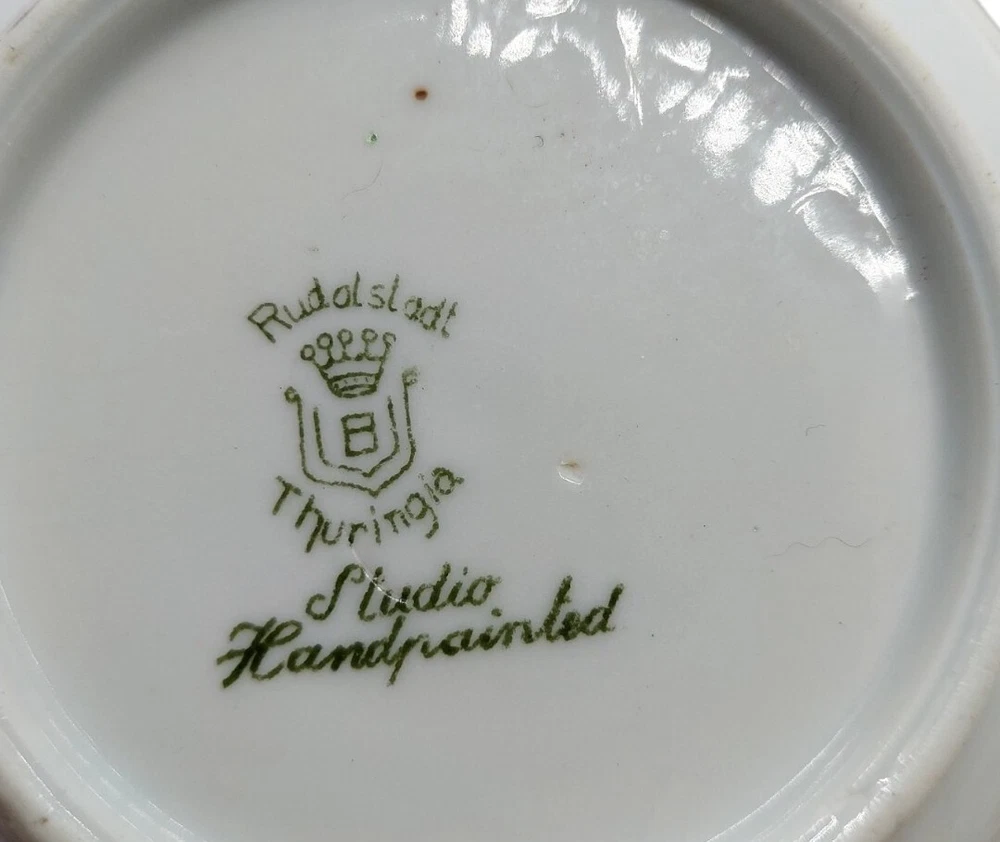 Rudolstadt
B
Thuringia
Studio
Handpainted